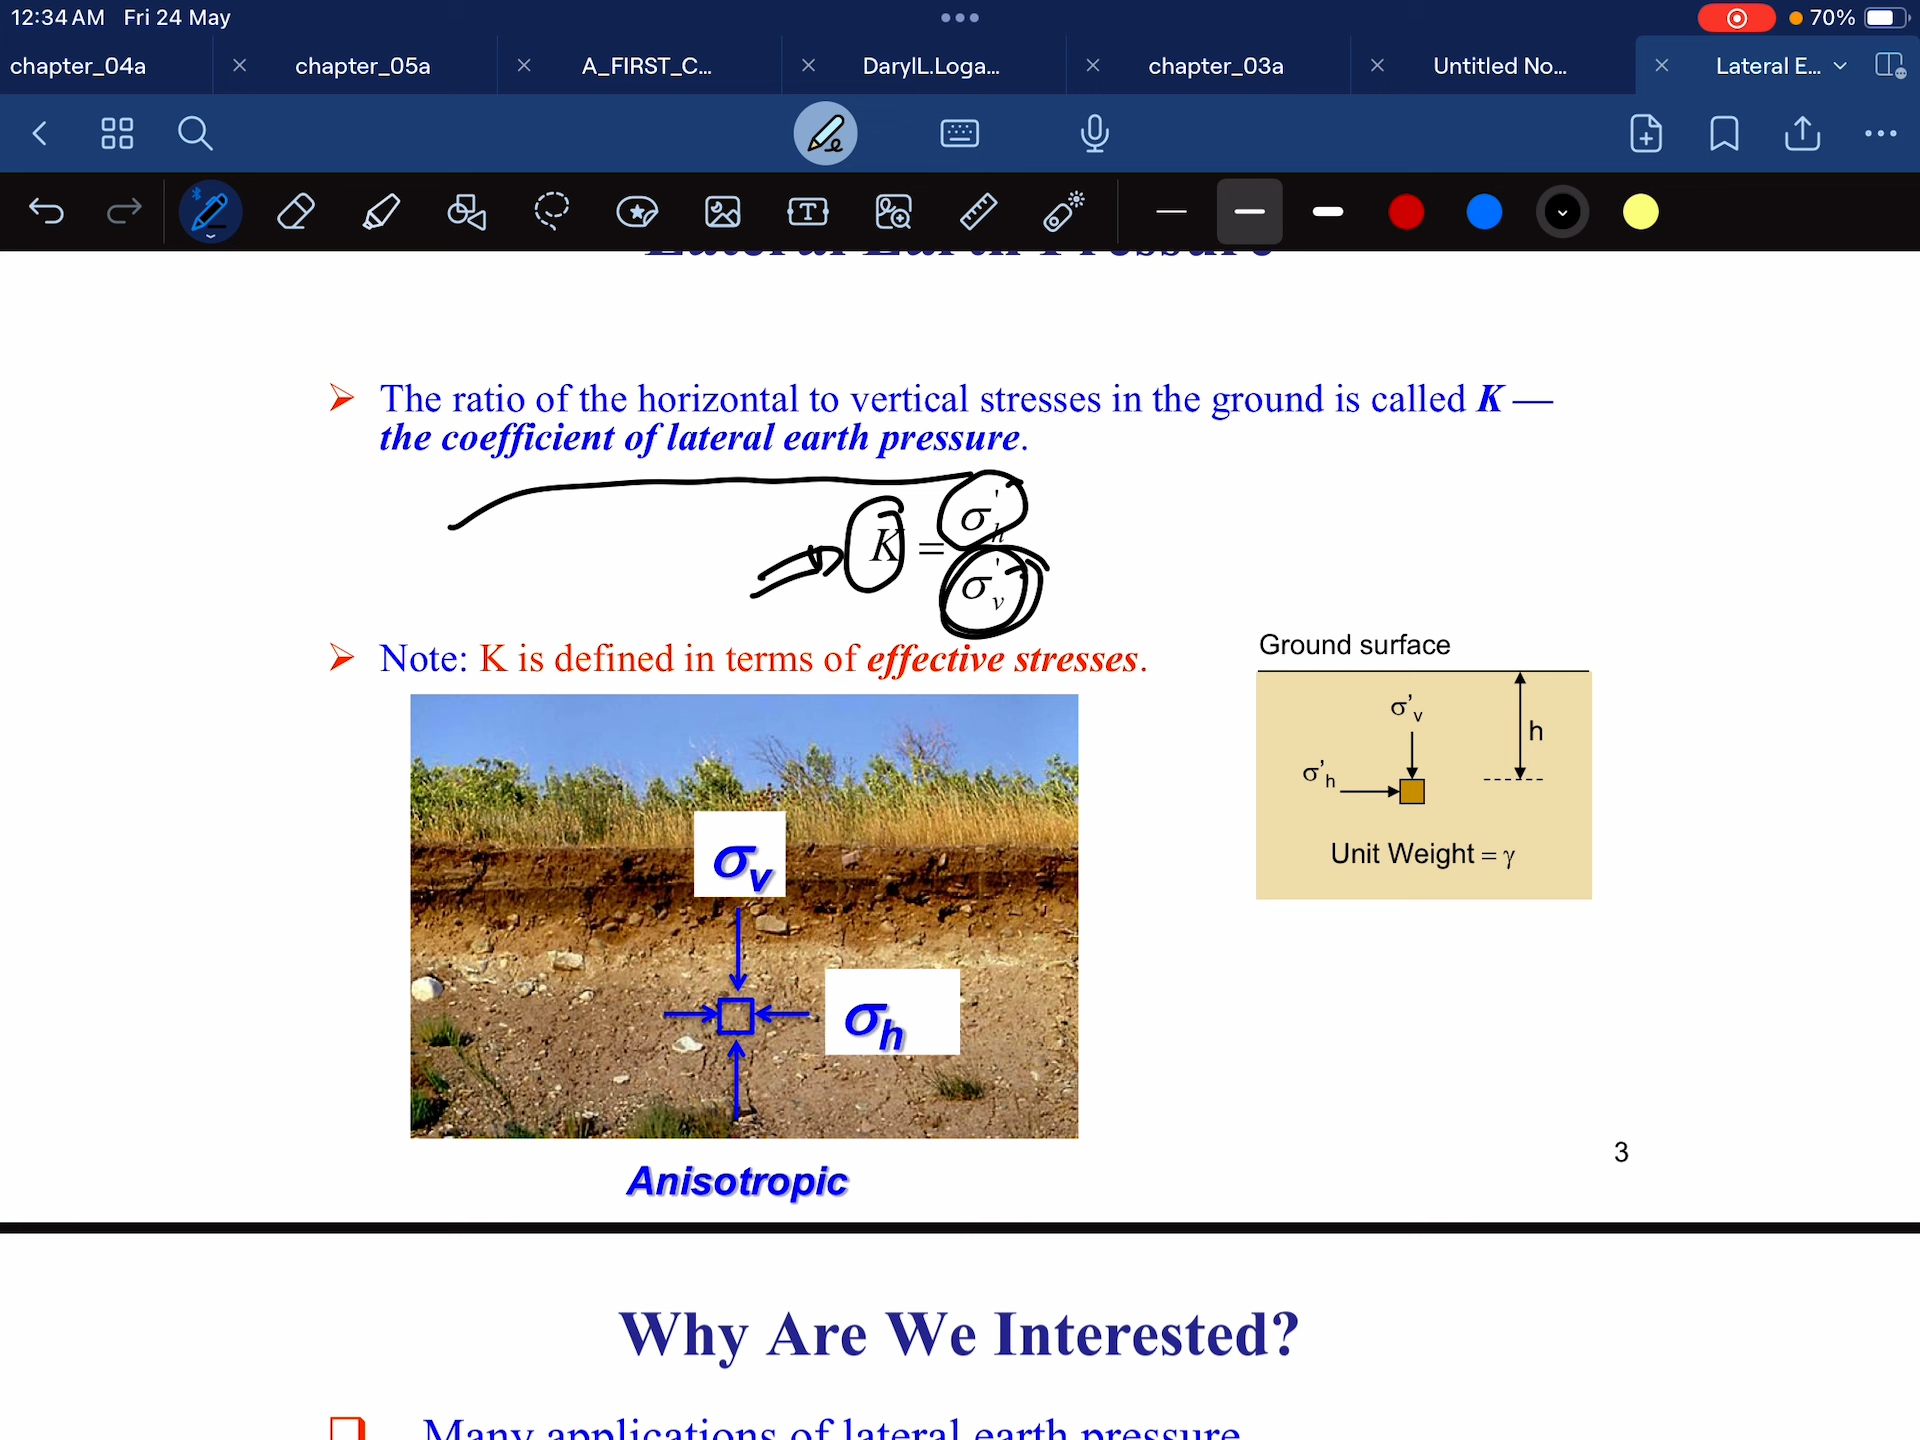 12:34 AM Fri 24 May
70%
chapter_04a
chapter_05a
A_FIRST_C...
DarylL.Loga...
chapter_03a
Untitled No...
Lateral E...
Lateral Earth Pressure
The ratio of the horizontal to vertical stresses in the ground is called K —
the coefficient of lateral earth pressure.
K = σ'h / σ'v
Note: K is defined in terms of effective stresses.
Ground surface
σ'v
h
σ'h
Unit Weight = γ
σv
σh
Anisotropic
3
Why Are We Interested?
Many applications of lateral earth pressure